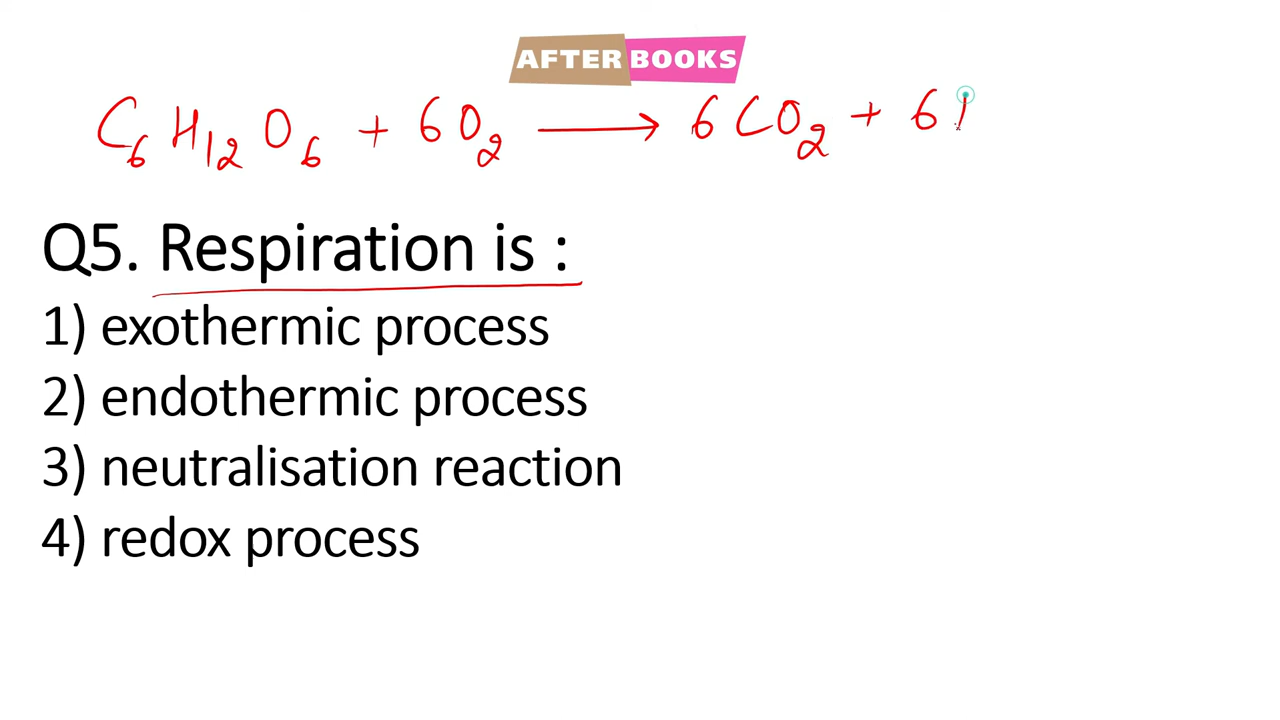 AFTER BOOKS
C6H12O6 + 6O2 → 6CO2 + 6
Q5. Respiration is :
1) exothermic process
2) endothermic process
3) neutralisation reaction
4) redox process